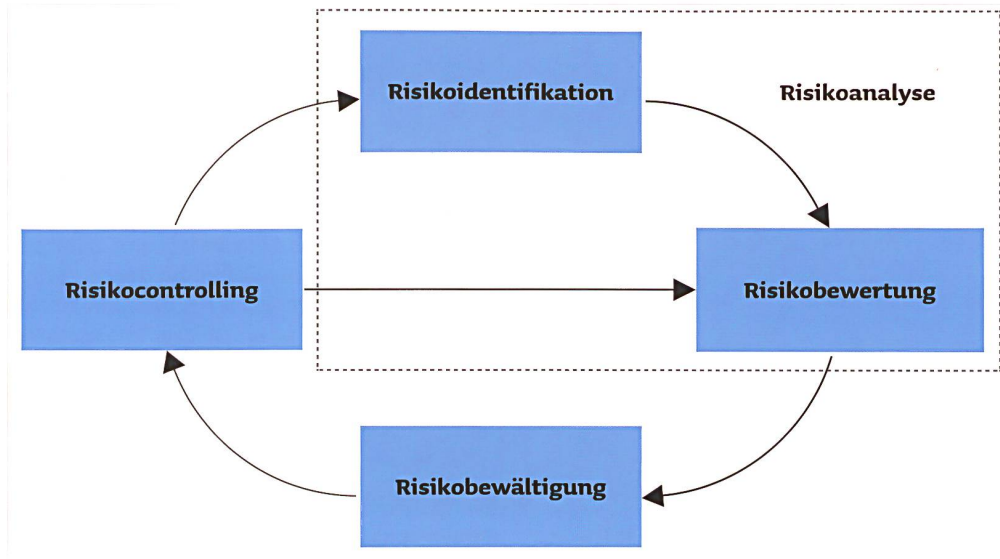 Risikoidentifikation
Risikoanalyse
Risikocontrolling
Risikobewertung
Risikobewältigung